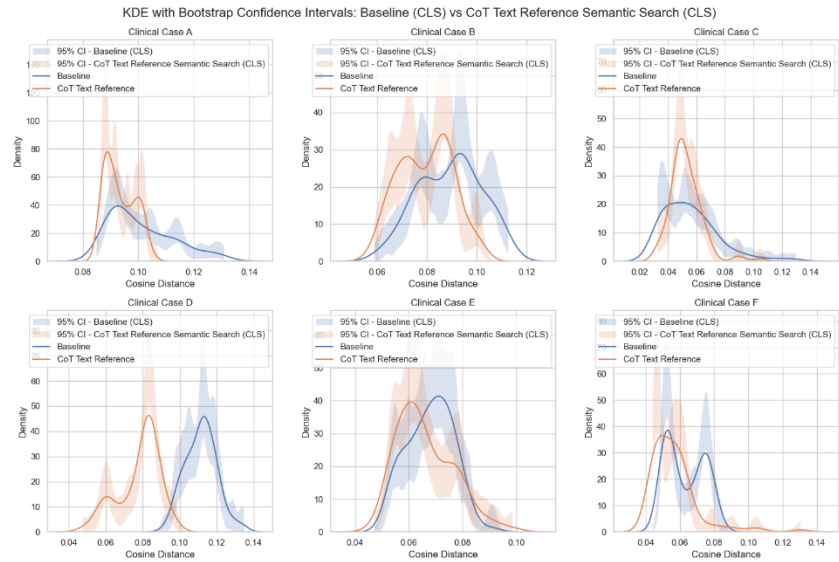 KDE with Bootstrap Confidence Intervals: Baseline (CLS) vs CoT Text Reference Semantic Search (CLS)
Clinical Case A
95% CI - Baseline (CLS)
95% CI - CoT Text Reference Semantic Search (CLS)
Baseline
CoT Text Reference
Density
140
120
100
80
60
40
20
0
0.08
0.10
0.12
0.14
Cosine Distance
Clinical Case B
95% CI - Baseline (CLS)
95% CI - CoT Text Reference Semantic Search (CLS)
Baseline
CoT Text Reference
Density
40
30
20
10
0
0.06
0.08
0.10
0.12
Cosine Distance
Clinical Case C
95% CI - Baseline (CLS)
95% CI - CoT Text Reference Semantic Search (CLS)
Baseline
CoT Text Reference
Density
70
50
40
30
20
10
0
0.02
0.04
0.06
0.08
0.10
0.12
0.14
Cosine Distance
Clinical Case D
95% CI - Baseline (CLS)
95% CI - CoT Text Reference Semantic Search (CLS)
Baseline
CoT Text Reference
Density
60
50
40
30
20
10
0
0.04
0.06
0.08
0.10
0.12
0.14
Cosine Distance
Clinical Case E
95% CI - Baseline (CLS)
95% CI - CoT Text Reference Semantic Search (CLS)
Baseline
CoT Text Reference
Density
50
40
30
20
10
0
0.04
0.06
0.08
0.10
Cosine Distance
Clinical Case F
95% CI - Baseline (CLS)
95% CI - CoT Text Reference Semantic Search (CLS)
Baseline
CoT Text Reference
Density
60
50
40
30
20
10
0
0.04
0.06
0.08
0.10
0.12
0.14
Cosine Distance